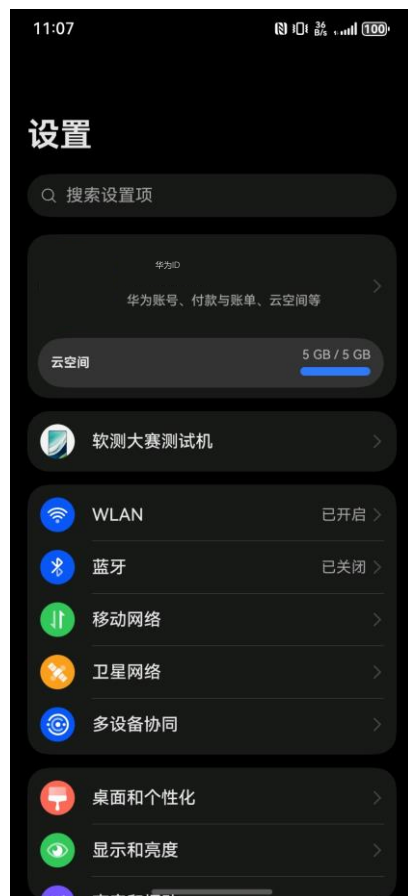 11:07
36 B/s
100
设置
搜索设置项
华为ID
华为账号、付款与账单、云空间等
云空间
5 GB / 5 GB
软测大赛测试机
WLAN
已开启
蓝牙
已关闭
移动网络
卫星网络
多设备协同
桌面和个性化
显示和亮度